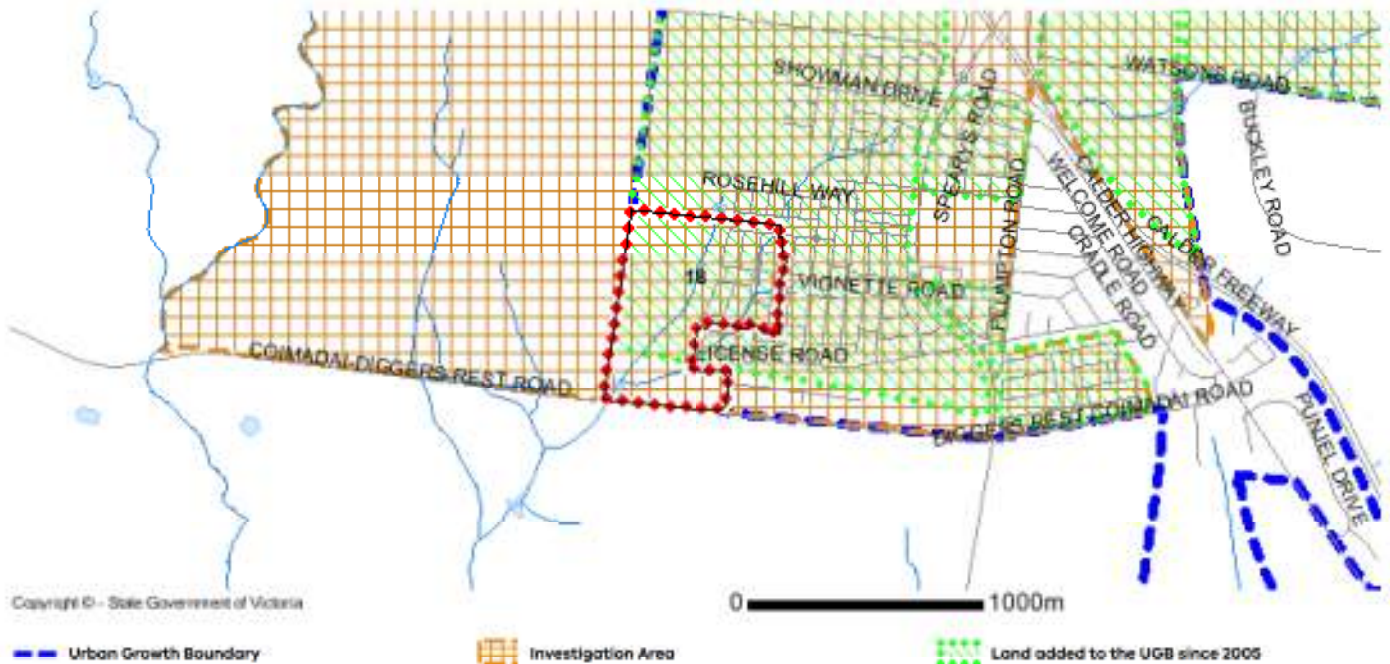 SHOWMAN DRIVE
WATSONS ROAD
SPEARYS ROAD
BUCKLEY ROAD
ROSEHILL WAY
PLUMPTON ROAD
CALDER HIGHWAY
WELCOME ROAD
CRADLE ROAD
CALDER FREEWAY
18
VIGNETTE ROAD
LICENSE ROAD
COIMADAI-DIGGERS REST ROAD
DIGGERS REST-COIMADAI ROAD
PUNJEL DRIVE
Copyright © - State Government of Victoria
0 1000m
Urban Growth Boundary
Investigation Area
Land added to the UGB since 2005